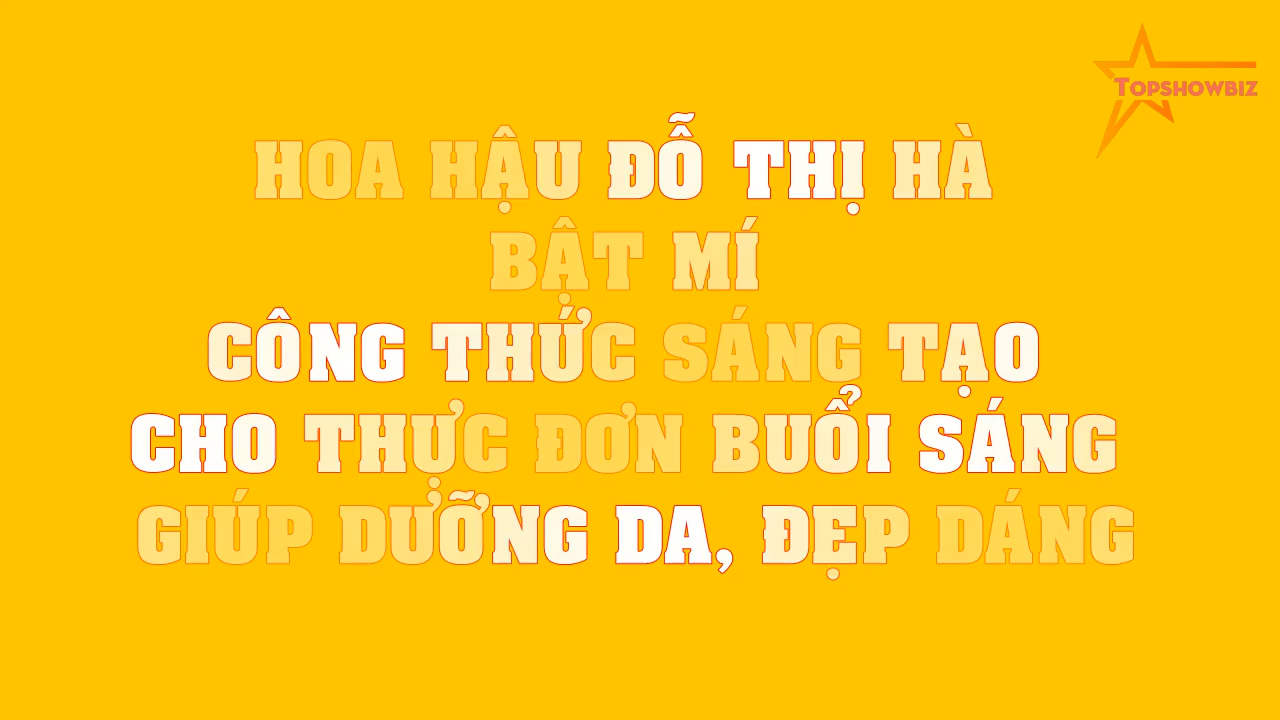 TOPSHOWBIZ
HOA HẬU ĐỖ THỊ HÀ
BẬT MÍ
CÔNG THỨC SÁNG TẠO
CHO THỰC ĐƠN BUỔI SÁNG
GIÚP DƯỠNG DA, ĐẸP DÁNG